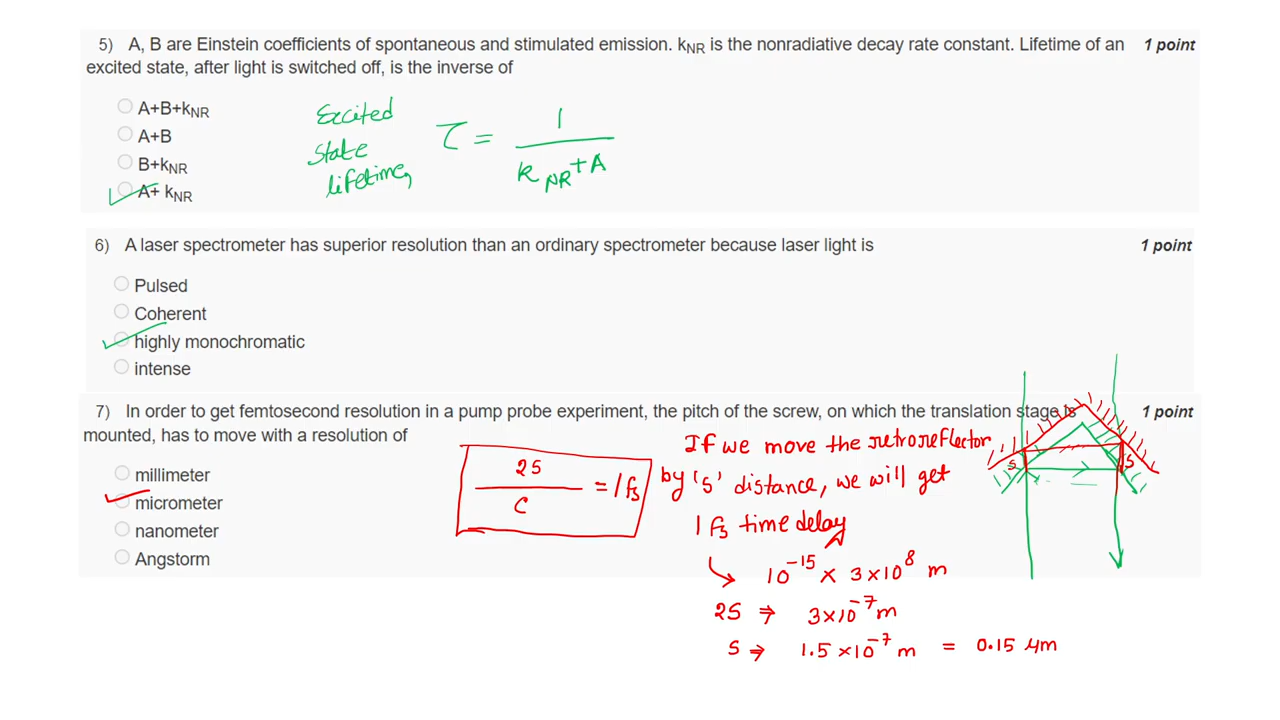 5) A, B are Einstein coefficients of spontaneous and stimulated emission. kNR is the nonradiative decay rate constant. Lifetime of an 1 point
excited state, after light is switched off, is the inverse of
A+B+kNR
A+B
B+kNR
A+ kNR
Excited
state
lifetime,
τ = 1 / kNR + A
6) A laser spectrometer has superior resolution than an ordinary spectrometer because laser light is 1 point
Pulsed
Coherent
highly monochromatic
intense
7) In order to get femtosecond resolution in a pump probe experiment, the pitch of the screw, on which the translation stage is 1 point
mounted, has to move with a resolution of
millimeter
micrometer
nanometer
Angstorm
2S / C = 1 fs
If we move the retroreflector
by 's' distance, we will get
1 fs time delay
10^-15 × 3×10^8 m
2S ⇒ 3×10^-7 m
S ⇒ 1.5 ×10^-7 m = 0.15 μm
S
S